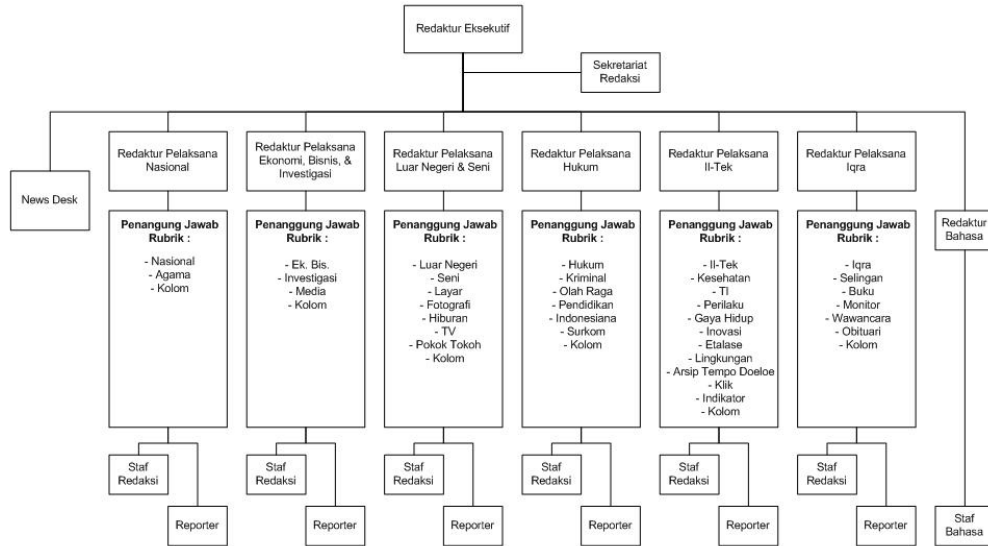 Redaktur Eksekutif
Sekretariat
Redaksi
News Desk
Redaktur Pelaksana
Nasional
Redaktur Pelaksana
Ekonomi, Bisnis, &
Investigasi
Redaktur Pelaksana
Luar Negeri & Seni
Redaktur Pelaksana
Hukum
Redaktur Pelaksana
Il-Tek
Redaktur Pelaksana
Iqra
Redaktur
Bahasa
Penangung Jawab
Rubrik :
- Nasional
- Agama
- Kolom
Penanggung Jawab
Rubrik :
- Ek. Bis.
- Investigasi
- Media
- Kolom
Penanggung Jawab
Rubrik :
- Luar Negeri
- Seni
- Layar
- Fotografi
- Hiburan
- TV
- Pokok Tokoh
- Kolom
Penanggung Jawab
Rubrik :
- Hukum
- Kriminal
- Olah Raga
- Pendidikan
- Indonesiana
- Surkom
- Kolom
Penanggung Jawab
Rubrik :
- Il-Tek
- Kesehatan
- TI
- Perilaku
- Gaya Hidup
- Inovasi
- Etalase
- Lingkungan
- Arsip Tempo Doeloe
- Klik
- Indikator
- Kolom
Penanggung Jawab
Rubrik :
- Iqra
- Selingan
- Buku
- Monitor
- Wawancara
- Obituari
- Kolom
Staf
Redaksi
Reporter
Staf
Redaksi
Reporter
Staf
Redaksi
Reporter
Staf
Redaksi
Reporter
Staf
Redaksi
Reporter
Staf
Redaksi
Reporter
Staf
Bahasa